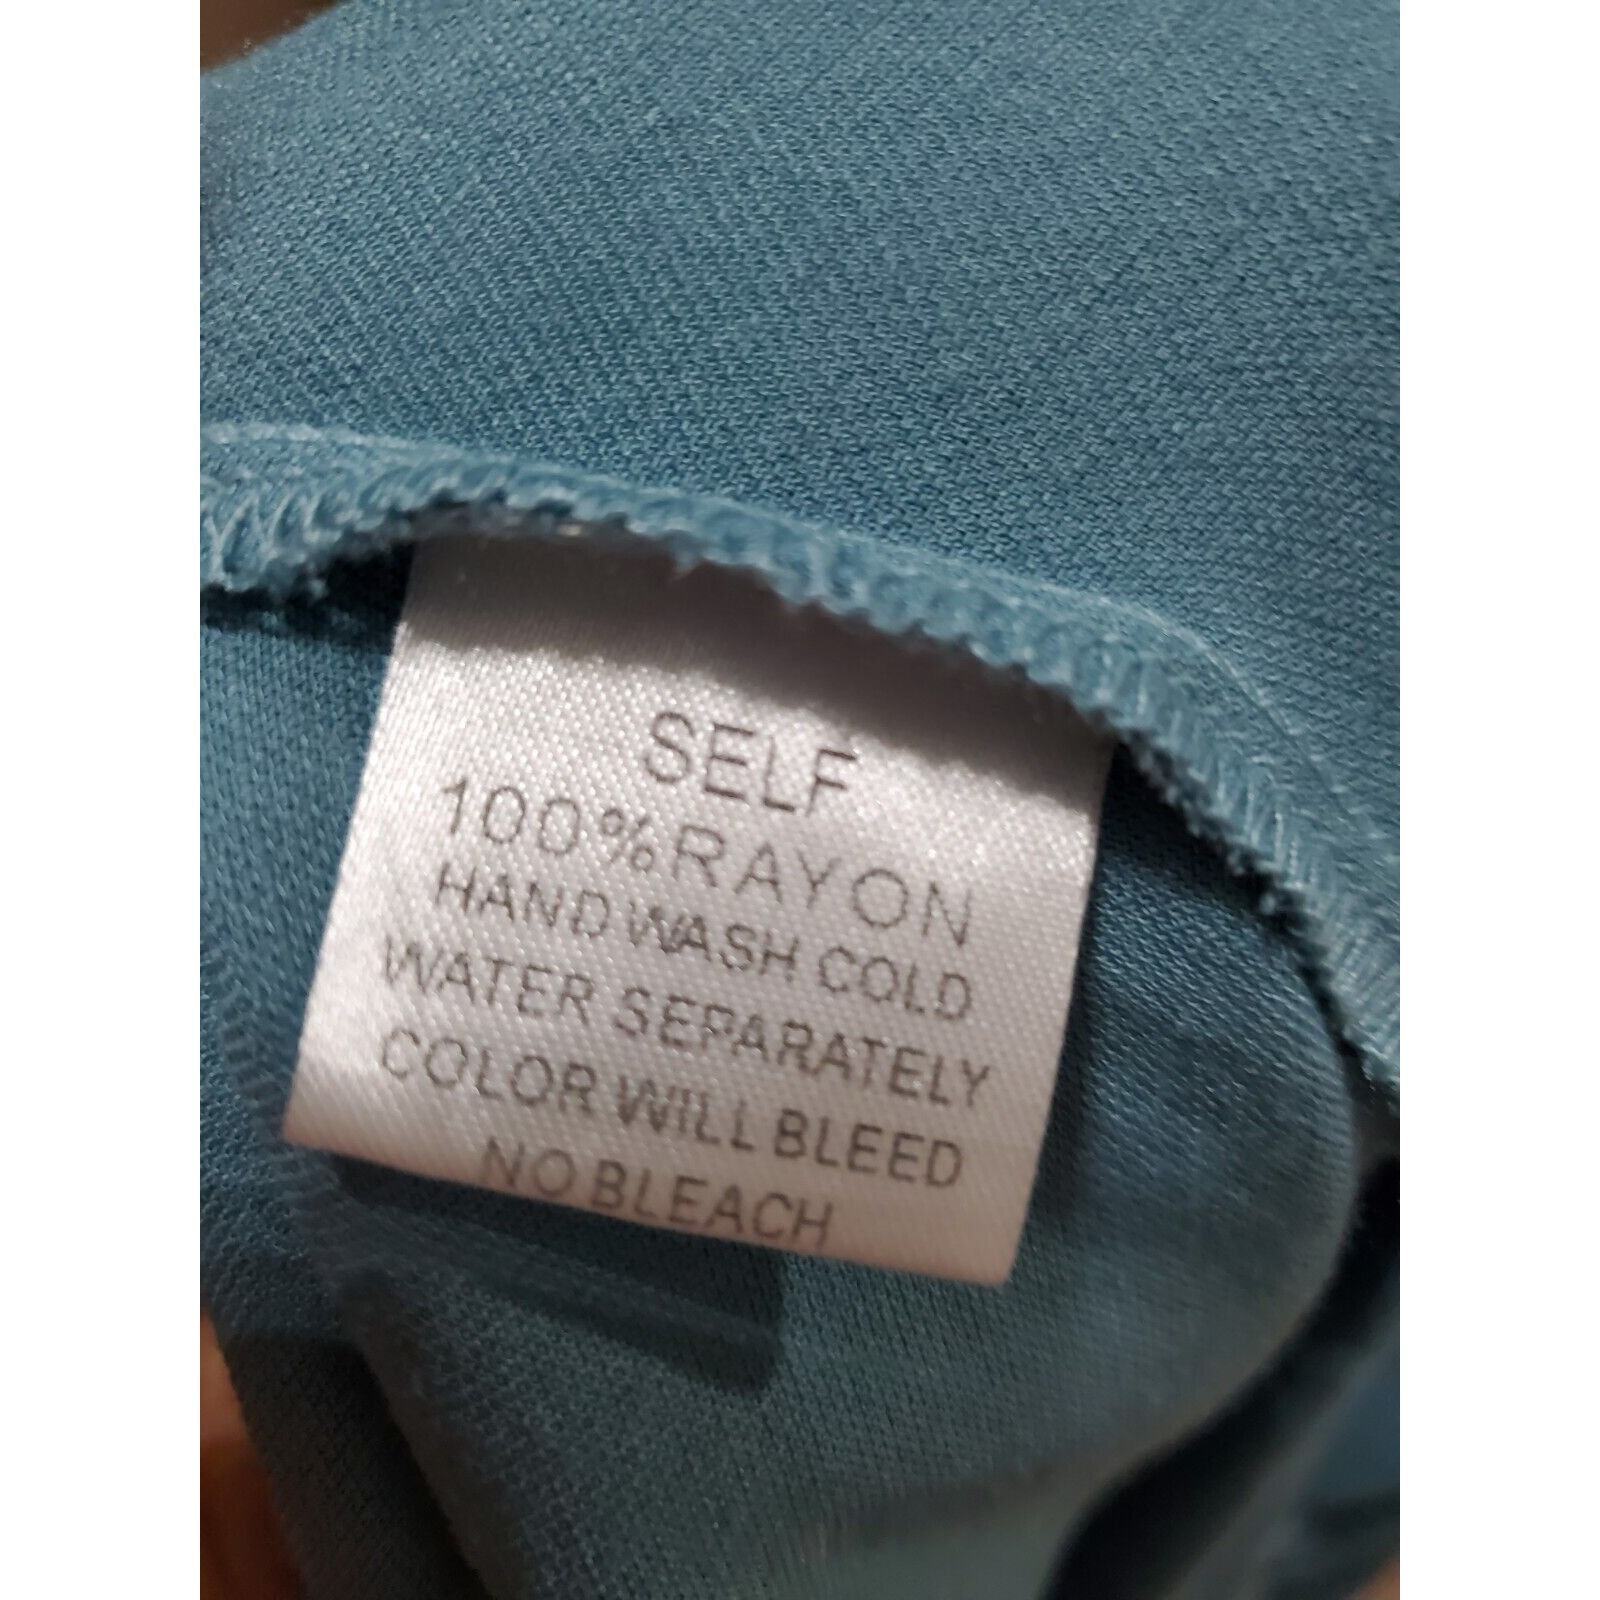 SELF
100% RAYON
HAND WASH COLD
WATER SEPARATELY
COLOR WILL BLEED
NO BLEACH